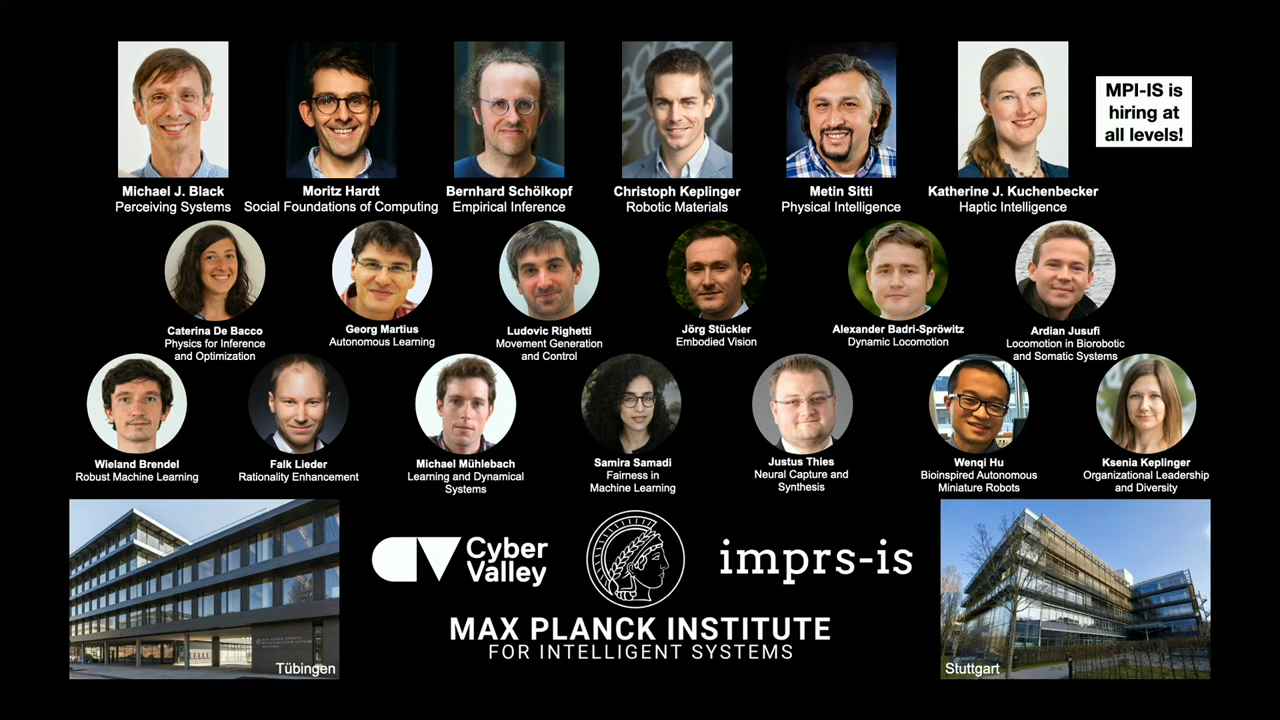 MPI-IS is
hiring at
all levels!
Michael J. Black
Perceiving Systems
Moritz Hardt
Social Foundations of Computing
Bernhard Schölkopf
Empirical Inference
Christoph Keplinger
Robotic Materials
Metin Sitti
Physical Intelligence
Katherine J. Kuchenbecker
Haptic Intelligence
Caterina De Bacco
Physics for Inference
and Optimization
Georg Martius
Autonomous Learning
Ludovic Righetti
Movement Generation
and Control
Jörg Stückler
Embodied Vision
Alexander Badri-Spröwitz
Dynamic Locomotion
Ardian Jusufi
Locomotion in Biorobotic
and Somatic Systems
Wieland Brendel
Robust Machine Learning
Falk Lieder
Rationality Enhancement
Michael Mühlebach
Learning and Dynamical
Systems
Samira Samadi
Fairness in
Machine Learning
Justus Thies
Neural Capture and
Synthesis
Wenqi Hu
Bioinspired Autonomous
Miniature Robots
Ksenia Keplinger
Organizational Leadership
and Diversity
Tübingen
Cyber
Valley
imprs-is
MAX PLANCK INSTITUTE
FOR INTELLIGENT SYSTEMS
Stuttgart